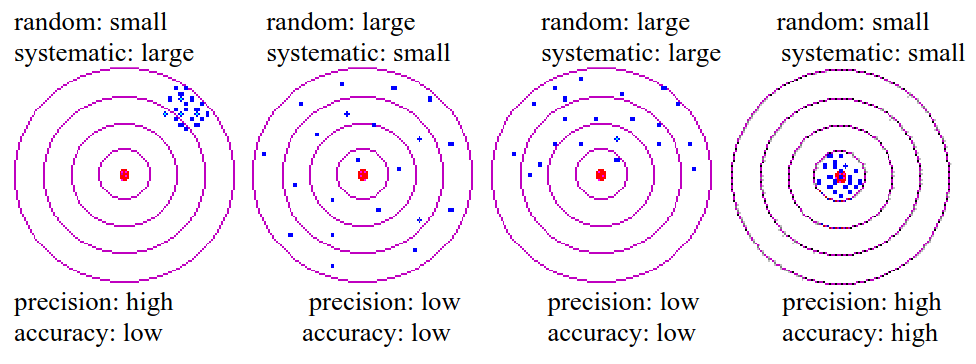 random: small
systematic: large
random: large
systematic: small
random: large
systematic: large
random: small
systematic: small
precision: high
accuracy: low
precision: low
accuracy: low
precision: low
accuracy: low
precision: high
accuracy: high